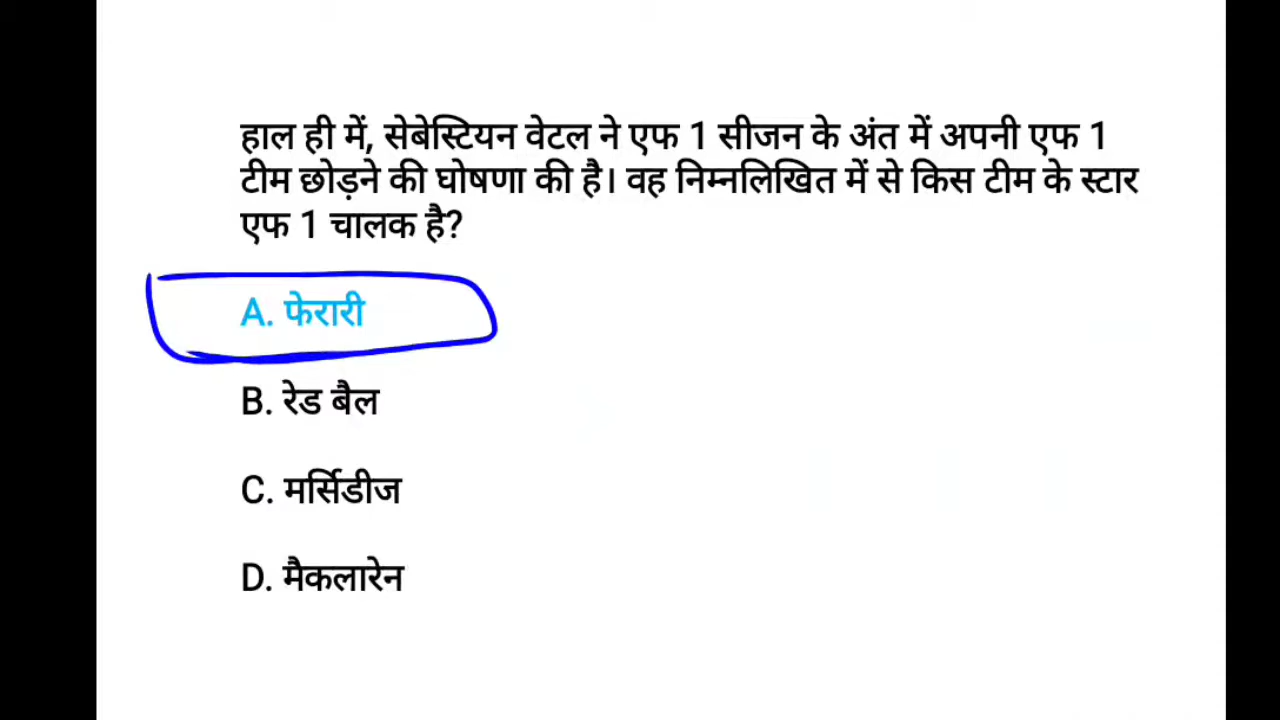 हाल ही में, सेबेस्टियन वेटल ने एफ 1 सीजन के अंत में अपनी एफ 1
टीम छोड़ने की घोषणा की है। वह निम्नलिखित में से किस टीम के स्टार
एफ 1 चालक है?
A. फेरारी
B. रेड बैल
C. मर्सिडीज
D. मैकलारेन